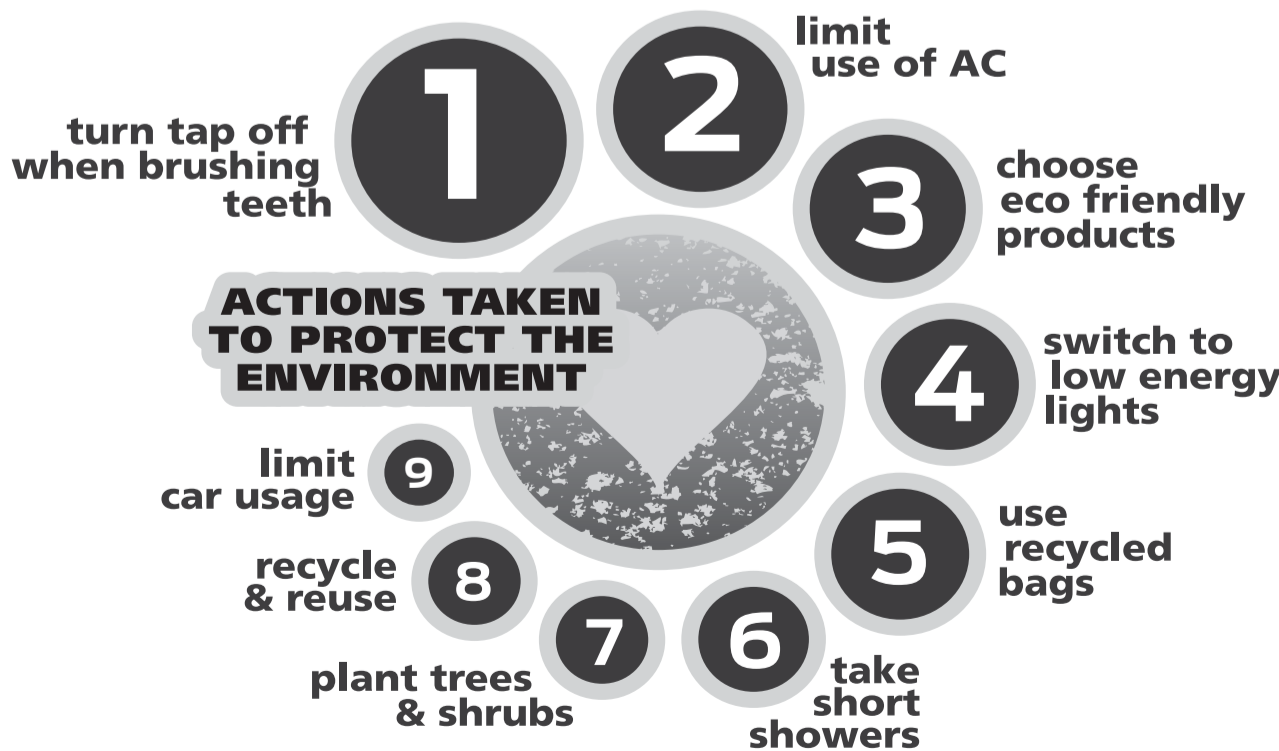 ACTIONS TAKEN
TO PROTECT THE
ENVIRONMENT
1
turn tap off
when brushing
teeth
2
limit
use of AC
3
choose
eco friendly
products
4
switch to
low energy
lights
5
use
recycled
bags
6
take
short
showers
7
plant trees
& shrubs
8
recycle
& reuse
9
limit
car usage